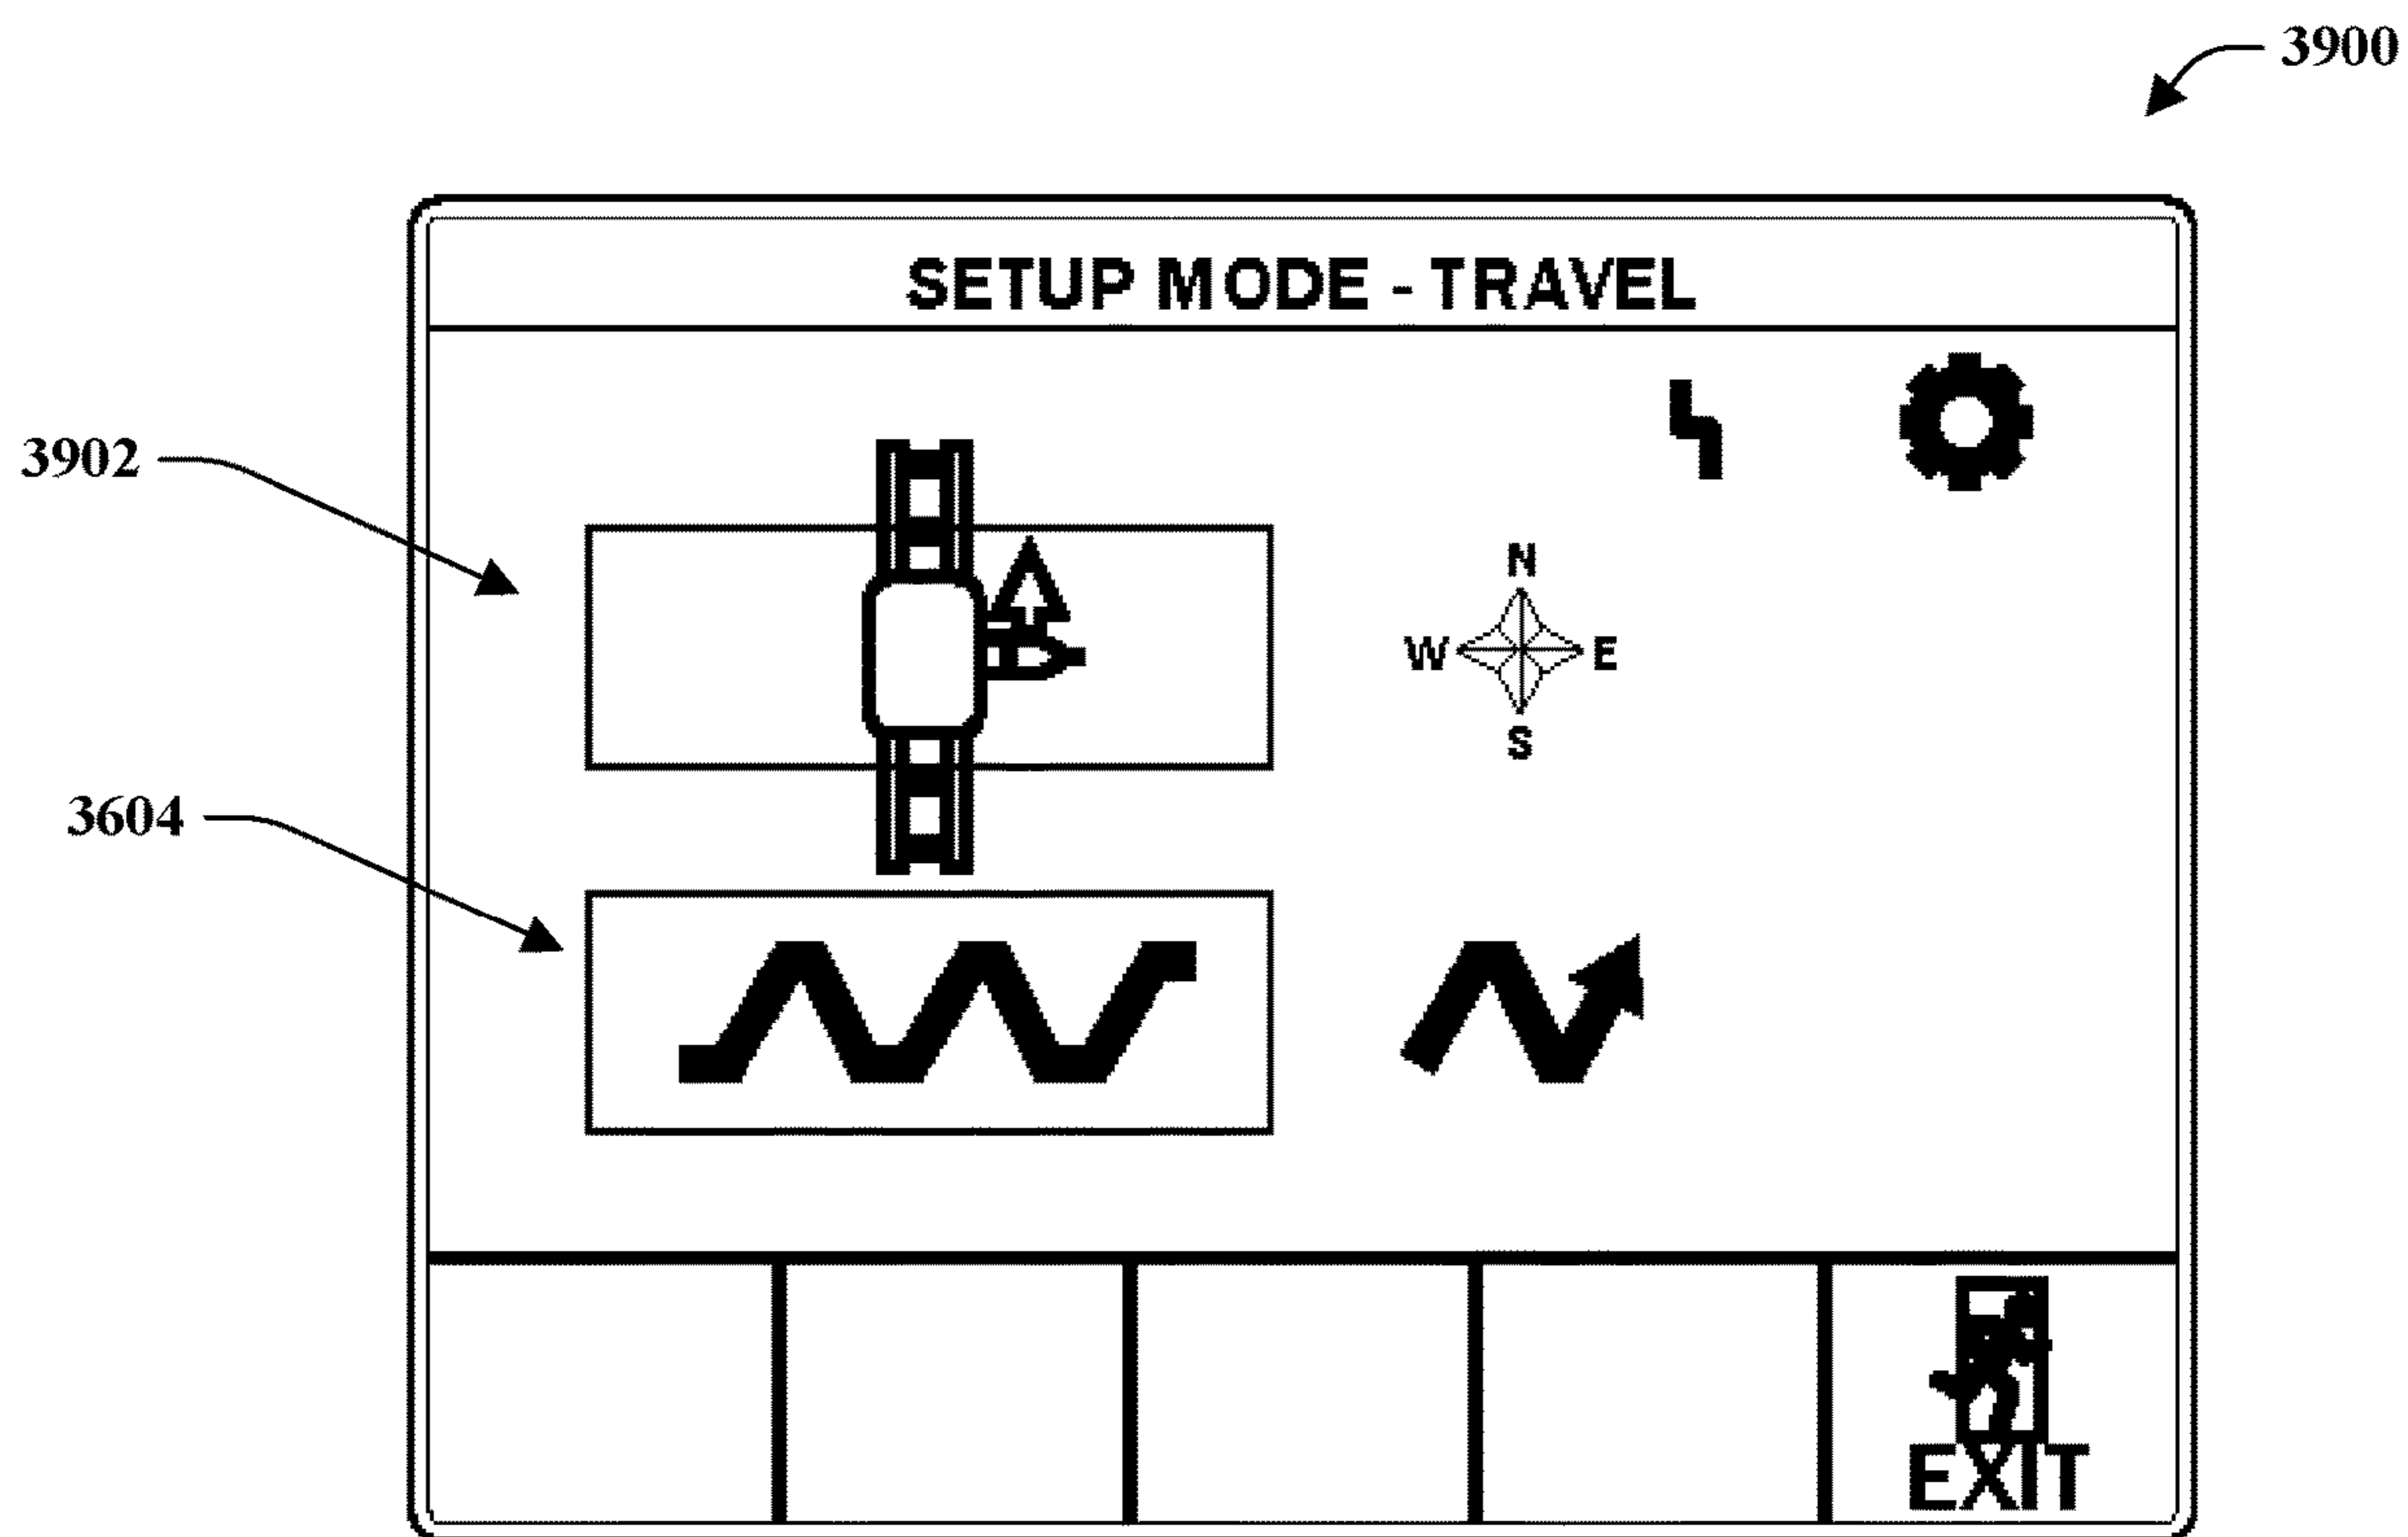 3900
SETUP MODE - TRAVEL
3902
N
W E
S
3604
EXIT